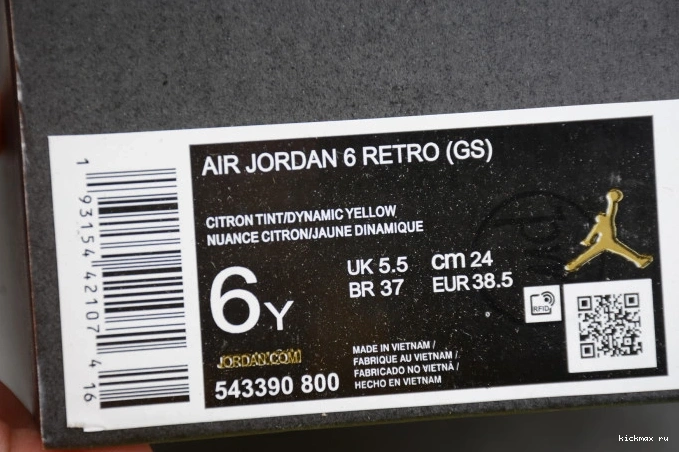 AIR JORDAN 6 RETRO (GS)
CITRON TINT/DYNAMIC YELLOW
NUANCE CITRON/JAUNE DINAMIQUE
6Y
UK 5.5 cm 24
BR 37 EUR 38.5
RFID
JORDAN.COM
543390 800
MADE IN VIETNAM /
FABRIQUE AU VIETNAM /
FABRICADO NO VIETNÃ /
HECHO EN VIETNAM
1 93154 42107 4 16
kickmax ru